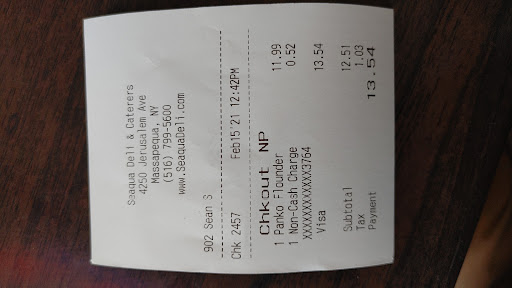 Seaqua Deli & Caterers
4250 Jerusalem Ave
Massapequa, NY
(516) 799-5600
www.SeaquaDeli.com
902 Sean S
Chk 2457 Feb15'21 12:42PM
Chkout NP
1 Panko Flounder 11.99
1 Non-Cash Charge 0.52
XXXXXXXXXXXX3764
Visa 13.54
Subtotal 12.51
Tax 1.03
Payment 13.54